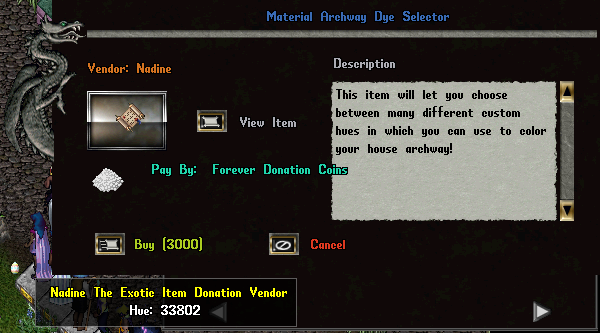 Material Archway Dye Selector
Vendor: Nadine
Description
This item will let you choose
between many different custom
hues in which you can use to color
your house archway!
View Item
Pay By: Forever Donation Coins
Buy (3000)
Cancel
Nadine The Exotic Item Donation Vendor
Hue: 33802